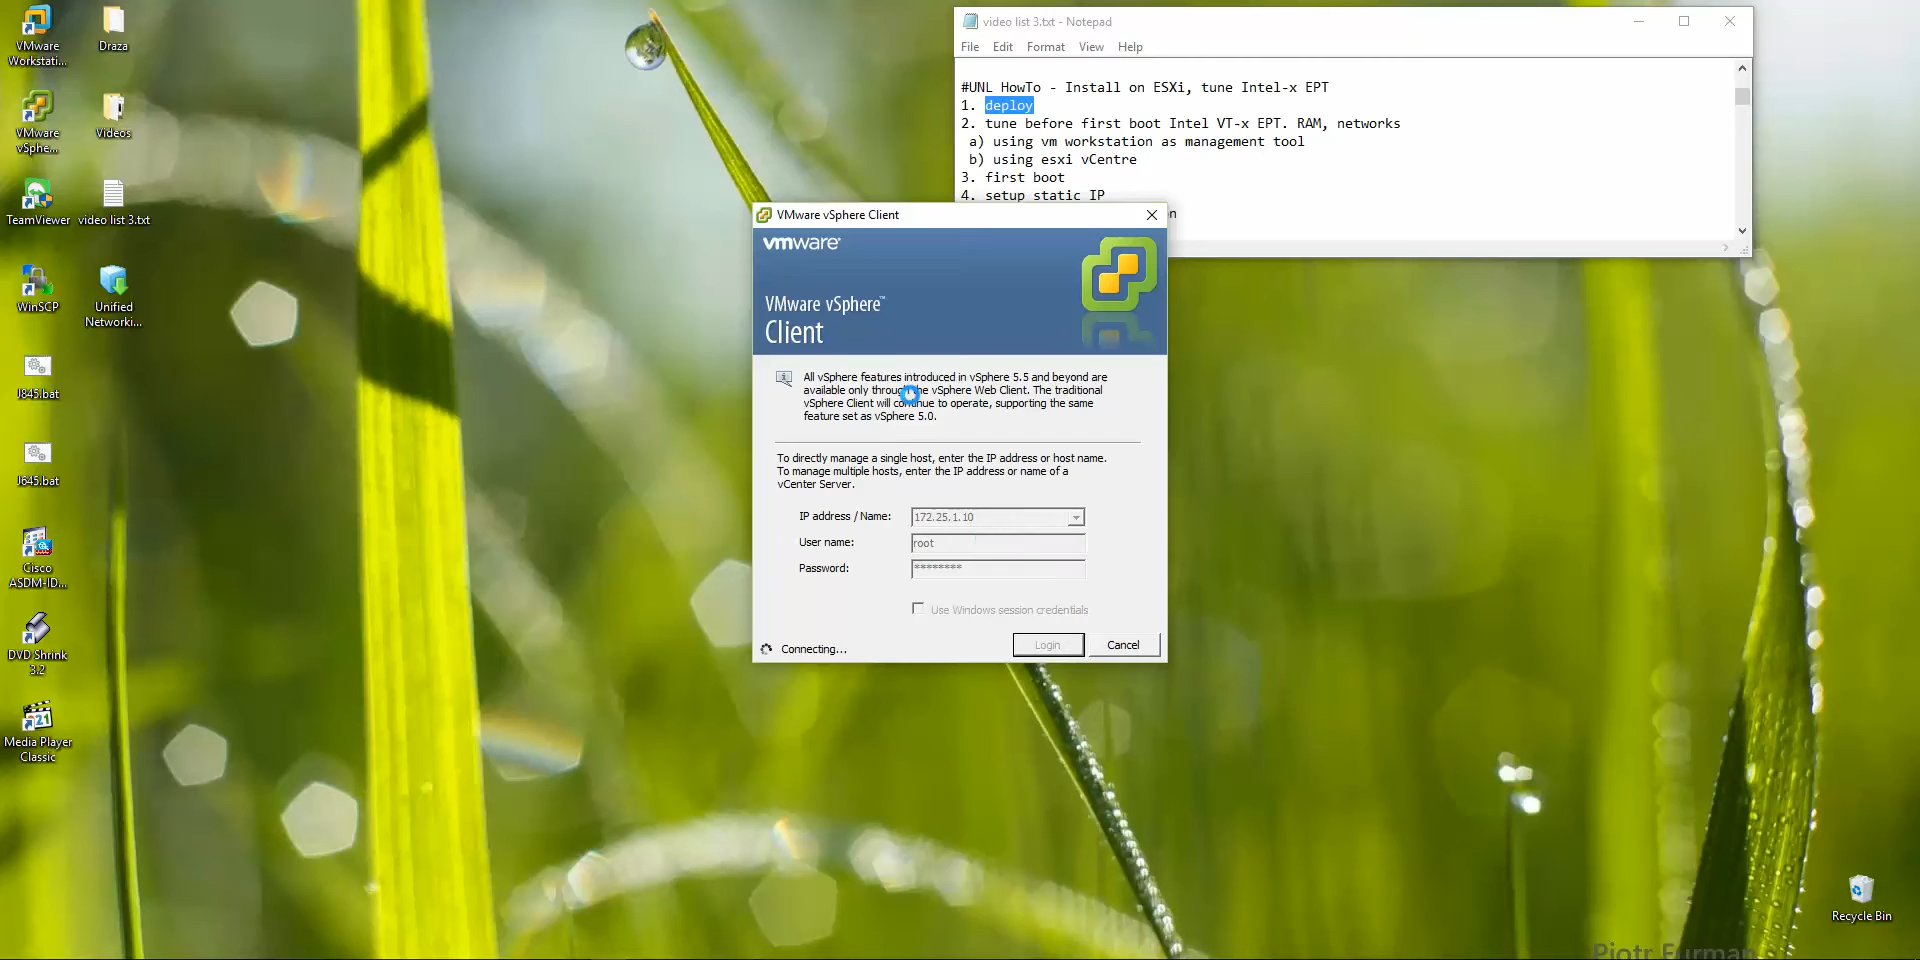 VMware
Workstati...
Draza
VMware
vSphe...
Videos
TeamViewer
video list 3.txt
WinSCP
Unified
Networki...
J845.bat
J645.bat
Cisco
ASDM-ID...
DVD Shrink
3.2
Media Player
Classic
321
video list 3.txt - Notepad
File Edit Format View Help
#UNL HowTo - Install on ESXi, tune Intel-x EPT
1. deploy
2. tune before first boot Intel VT-x EPT. RAM, networks
a) using vm workstation as management tool
b) using esxi vCentre
3. first boot
4. setup static IP
VMware vSphere Client
vmware
VMware vSphere™
Client
All vSphere features introduced in vSphere 5.5 and beyond are
available only through the vSphere Web Client. The traditional
vSphere Client will continue to operate, supporting the same
feature set as vSphere 5.0.
To directly manage a single host, enter the IP address or host name.
To manage multiple hosts, enter the IP address or name of a
vCenter Server.
IP address / Name: 172.25.1.10
User name: root
Password: ********
Use Windows session credentials
Connecting...
Login
Cancel
Recycle Bin
Piotr Furman